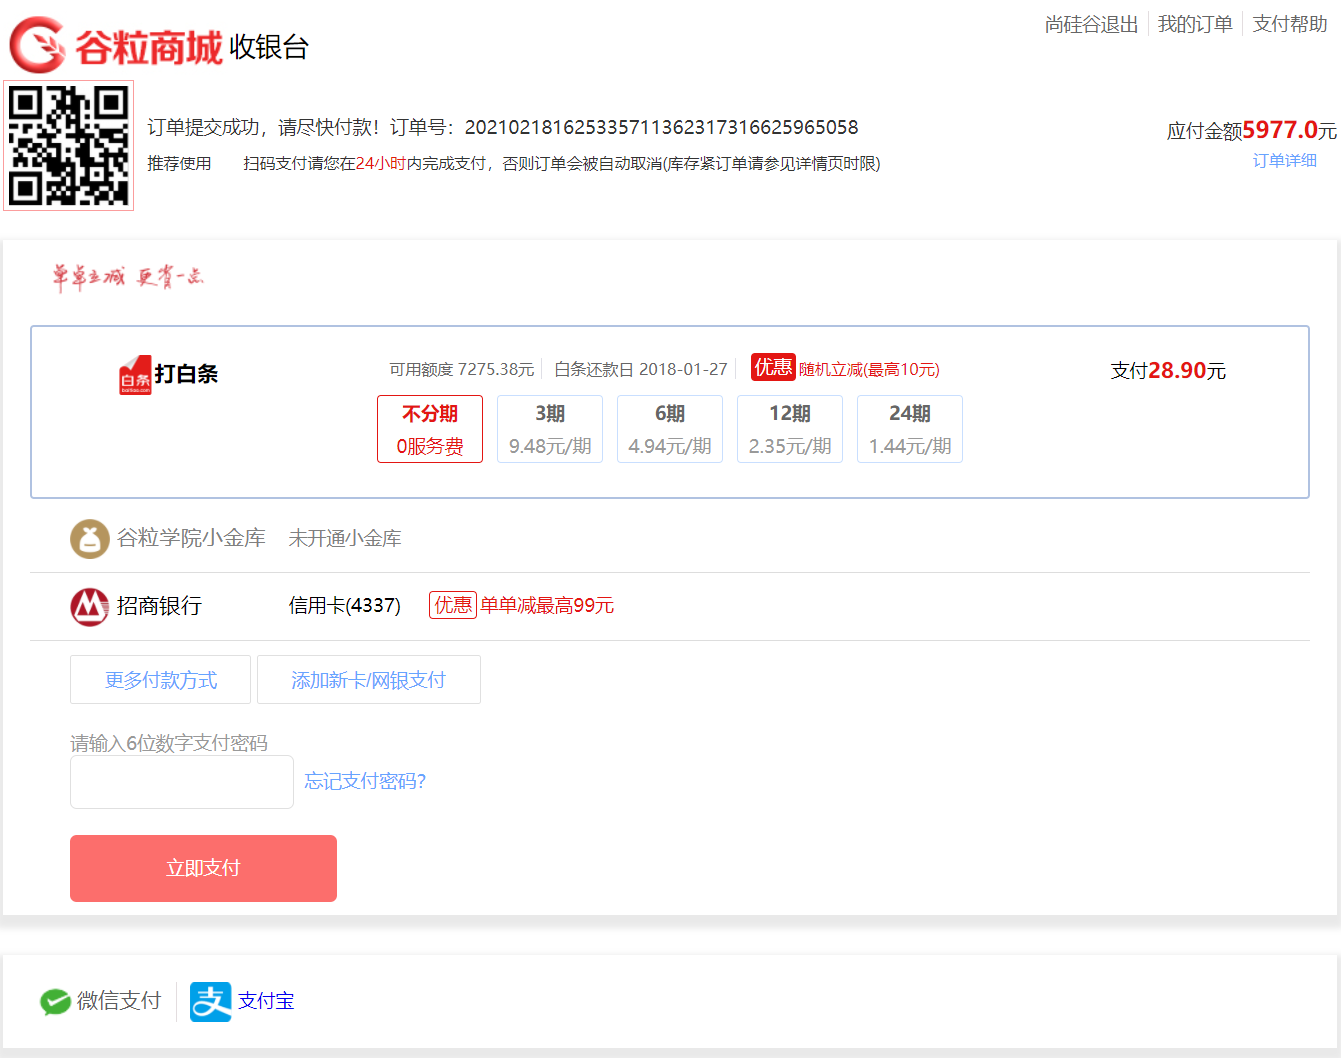 尚硅谷退出 我的订单 支付帮助
谷粒商城 收银台
订单提交成功，请尽快付款！订单号：202102181625335711362317316625965058
应付金额5977.0元
推荐使用 扫码支付请您在24小时内完成支付，否则订单会被自动取消(库存紧订单请参见详情页时限)
订单详细
单单立减 更省一点
白条
打白条
可用额度 7275.38元 白条还款日 2018-01-27 优惠 随机立减(最高10元)
支付28.90元
不分期 3期 6期 12期 24期
0服务费 9.48元/期 4.94元/期 2.35元/期 1.44元/期
谷粒学院小金库 未开通小金库
招商银行 信用卡(4337) 优惠 单单减最高99元
更多付款方式 添加新卡/网银支付
请输入6位数字支付密码
忘记支付密码?
立即支付
微信支付 支 支付宝